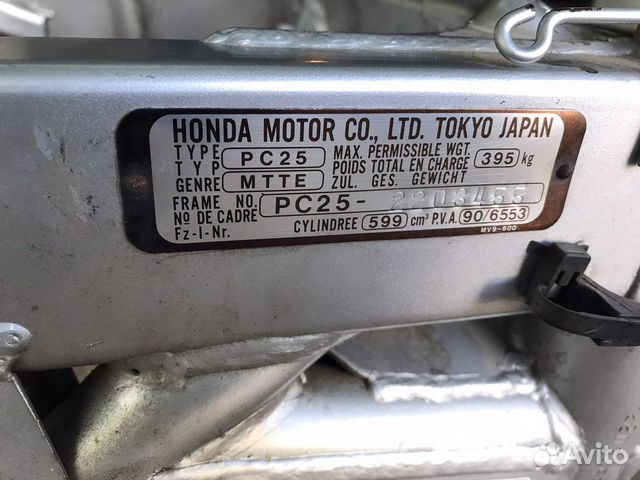 HONDA MOTOR CO., LTD. TOKYO JAPAN
TYPE PC25 MAX. PERMISSIBLE WGT.
TYP POIDS TOTAL EN CHARGE 395 kg
GENRE MTTE ZUL. GES. GEWICHT
FRAME NO. PC25-2203455
Nº DE CADRE
Fz-I-Nr. CYLINDREE 599 cm³ P.V.A. 90/6553
MV9-600
Avito